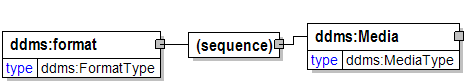 ddms:format
type ddms:FormatType
(sequence)
ddms:Media
type ddms:MediaType